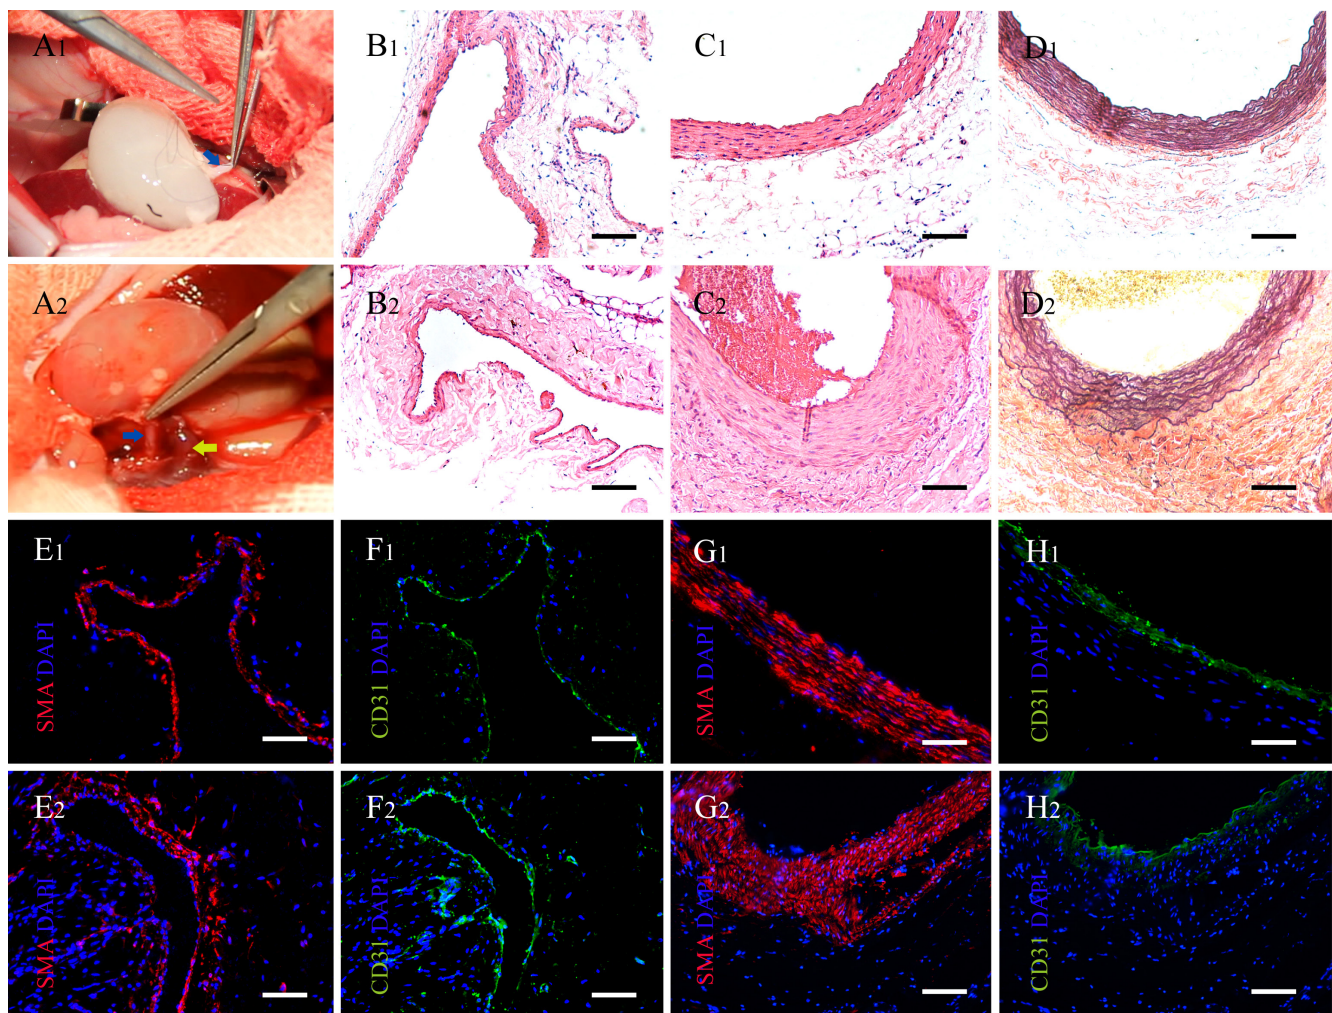 A1
B1
C1
D1
A2
B2
C2
D2
E1
SMA DAPI
F1
CD31 DAPI
G1
SMA DAPI
H1
CD31 DAPI
E2
SMA DAPI
F2
CD31 DAPI
G2
SMA DAPI
H2
CD31 DAPI